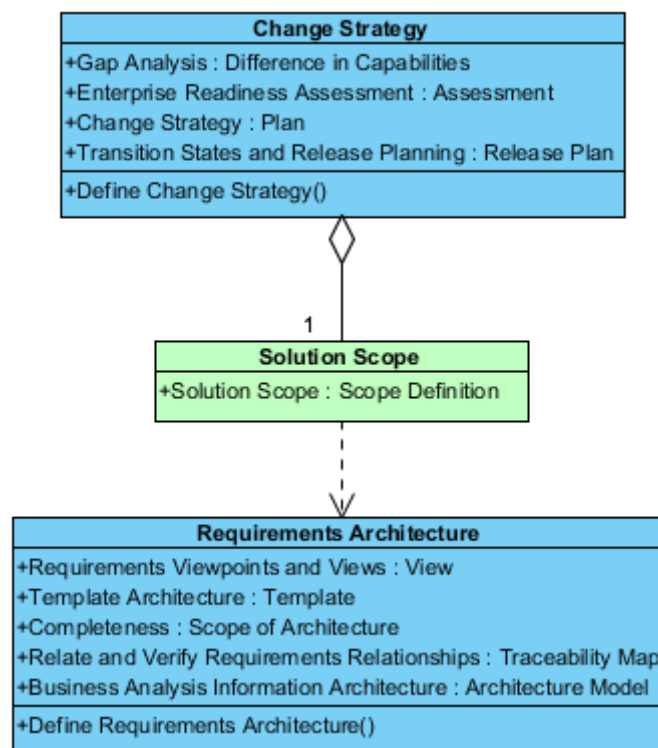 Change Strategy
+Gap Analysis : Difference in Capabilities
+Enterprise Readiness Assessment : Assessment
+Change Strategy : Plan
+Transition States and Release Planning : Release Plan
+Define Change Strategy()
1
Solution Scope
+Solution Scope : Scope Definition
Requirements Architecture
+Requirements Viewpoints and Views : View
+Template Architecture : Template
+Completeness : Scope of Architecture
+Relate and Verify Requirements Relationships : Traceability Map
+Business Analysis Information Architecture : Architecture Model
+Define Requirements Architecture()